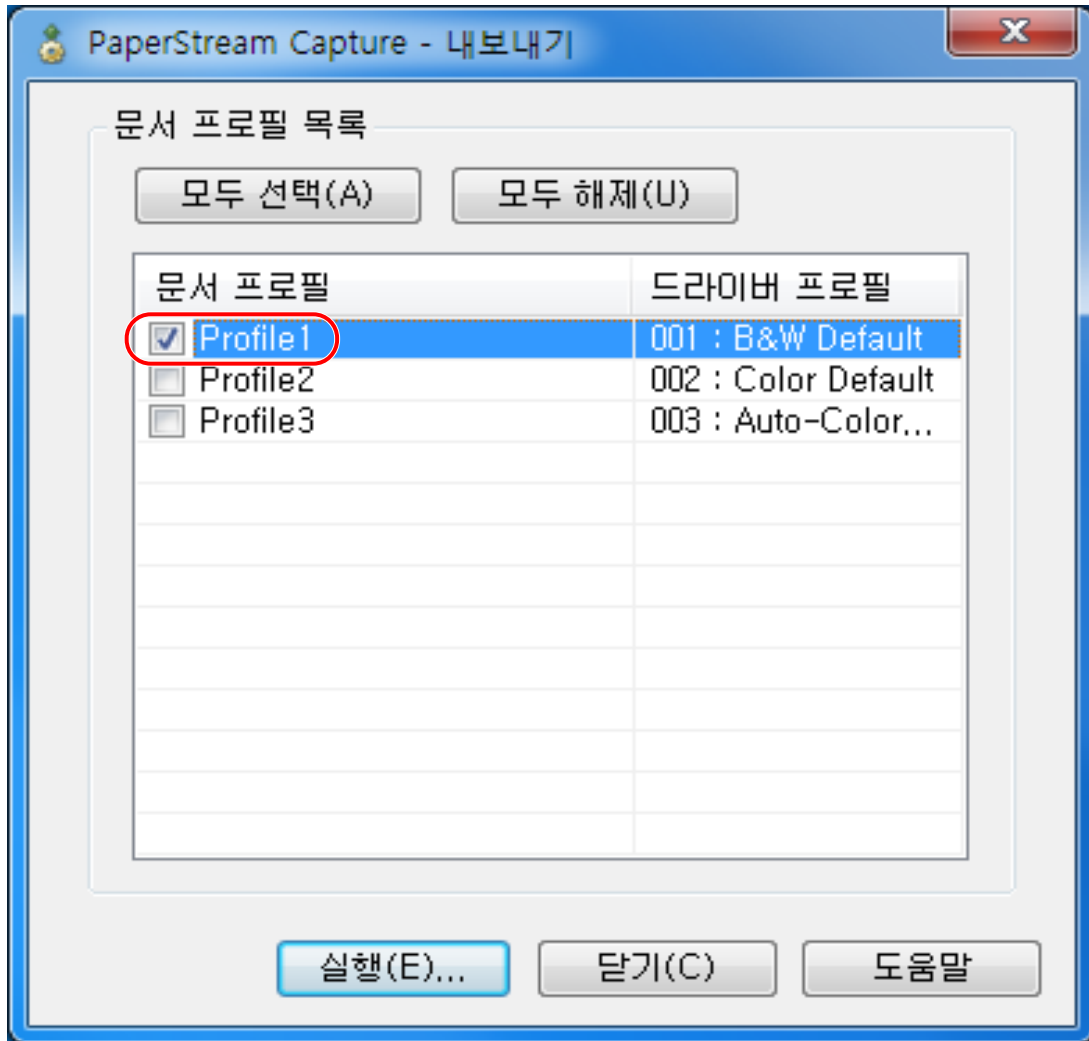 PaperStream Capture - 내보내기
문서 프로필 목록
모두 선택(A) 모두 해제(U)
문서 프로필 드라이버 프로필
Profile1 001 : B&W Default
Profile2 002 : Color Default
Profile3 003 : Auto-Color...
실행(E)... 닫기(C) 도움말